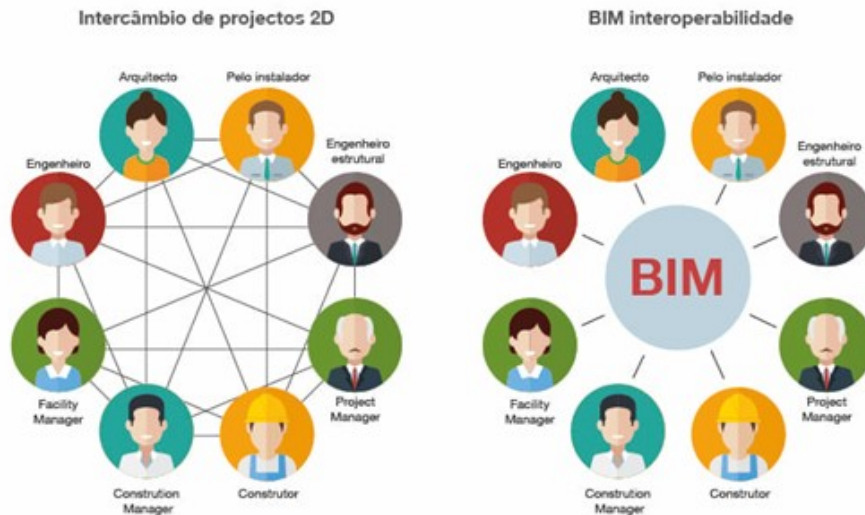 Intercâmbio de projectos 2D
Arquitecto
Pelo instalador
Engenheiro
Engenheiro
estrutural
Facility
Manager
Project
Manager
Constrution
Manager
Construtor
BIM interoperabilidade
Arquitecto
Pelo instalador
Engenheiro
Engenheiro
estrutural
BIM
Facility
Manager
Project
Manager
Constrution
Manager
Construtor